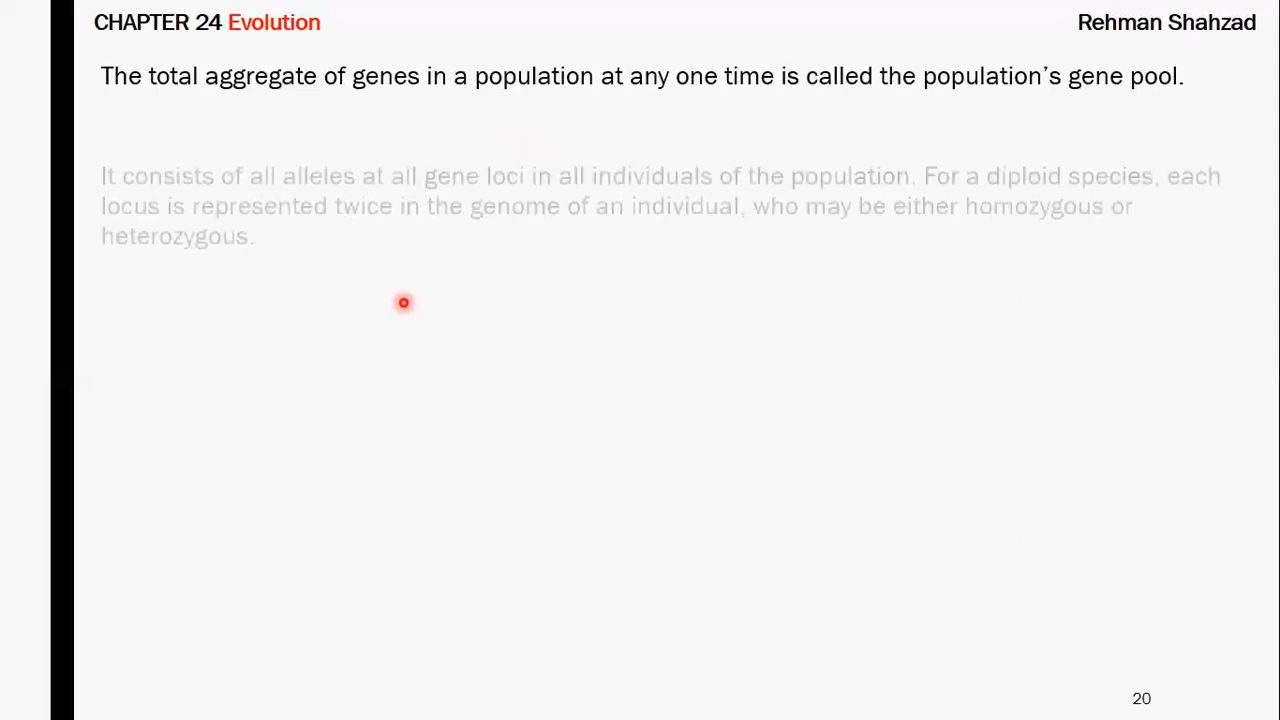 CHAPTER 24 Evolution
Rehman Shahzad
The total aggregate of genes in a population at any one time is called the population’s gene pool.
It consists of all alleles at all gene loci in all individuals of the population. For a diploid species, each
locus is represented twice in the genome of an individual, who may be either homozygous or
heterozygous.
20